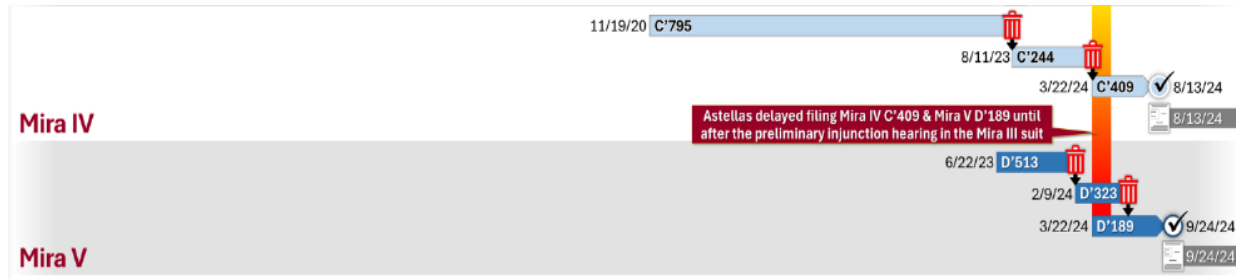 11/19/20 C'795
8/11/23 C'244
3/22/24 C'409 8/13/24
8/13/24
Mira IV
Astellas delayed filing Mira IV C'409 & Mira V D'189 until
after the preliminary injunction hearing in the Mira III suit
6/22/23 D'513
2/9/24 D'323
3/22/24 D'189 9/24/24
9/24/24
Mira V